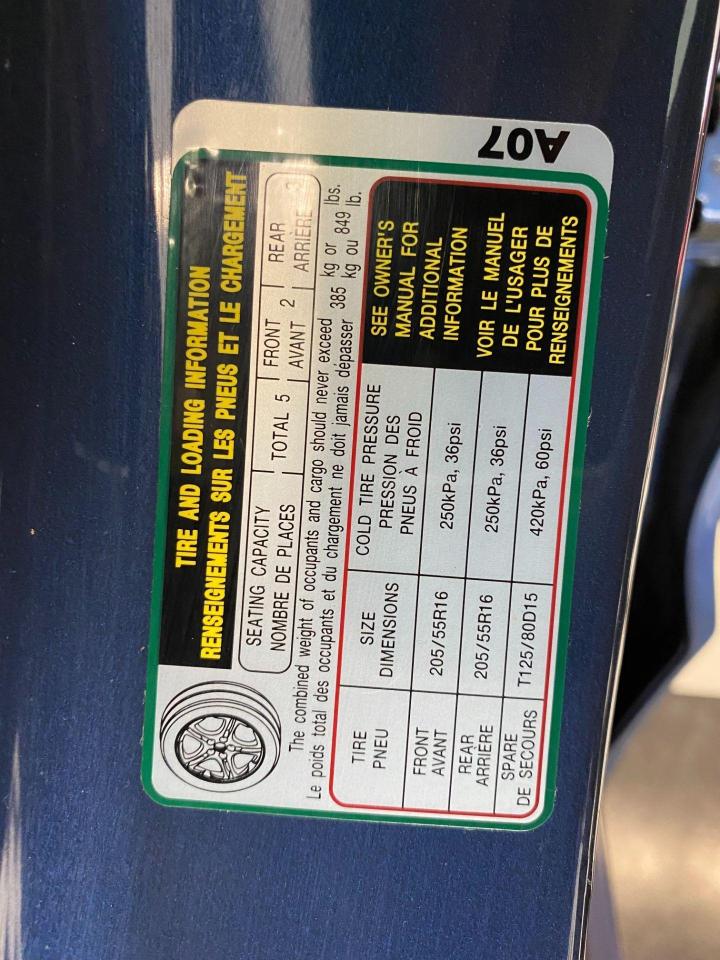 TIRE AND LOADING INFORMATION
RENSEIGNEMENTS SUR LES PNEUS ET LE CHARGEMENT
SEATING CAPACITY
NOMBRE DE PLACES
TOTAL 5
FRONT
AVANT 2
REAR
ARRIÈRE 3
The combined weight of occupants and cargo should never exceed 385 kg or 849 lbs.
Le poids total des occupants et du chargement ne doit jamais dépasser 385 kg ou 849 lb.
TIRE
PNEU
SIZE
DIMENSIONS
COLD TIRE PRESSURE
PRESSION DES
PNEUS À FROID
FRONT
AVANT
205/55R16
250kPa, 36psi
REAR
ARRIÈRE
205/55R16
250kPa, 36psi
SPARE
DE SECOURS
T125/80D15
420kPa, 60psi
SEE OWNER'S
MANUAL FOR
ADDITIONAL
INFORMATION
VOIR LE MANUEL
DE L'USAGER
POUR PLUS DE
RENSEIGNEMENTS
A07